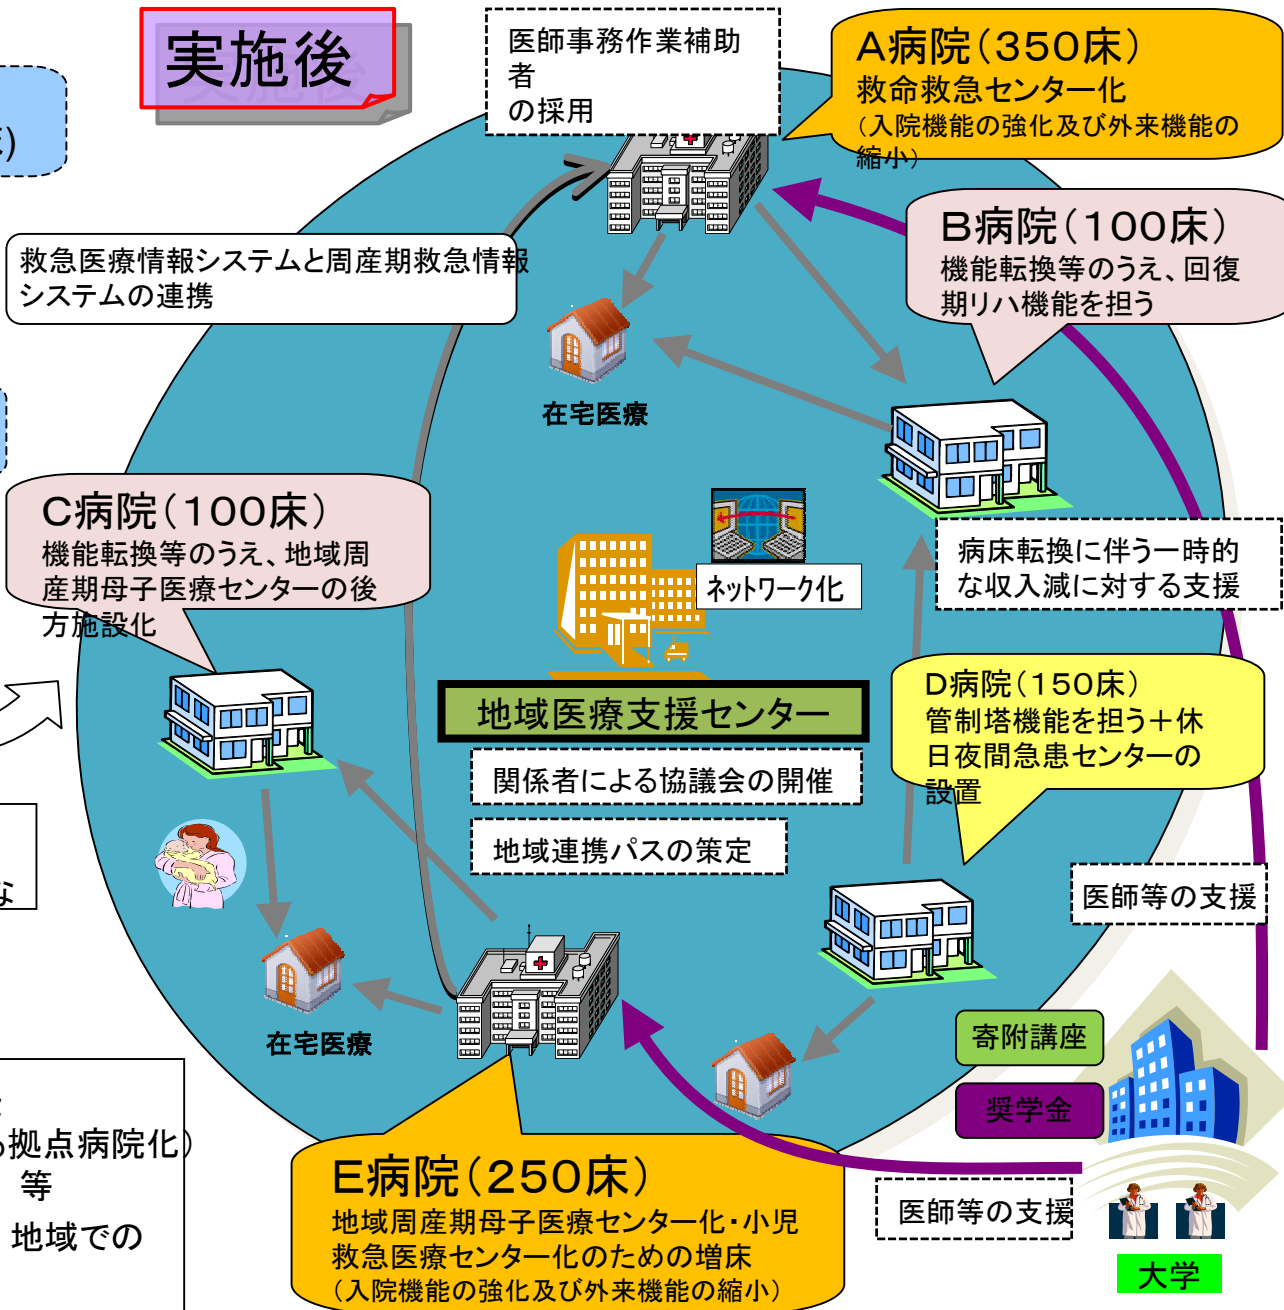 実施後
床)
医師事務作業補助
者
の採用
A病院(350床)
救命救急センター化
(入院機能の強化及び外来機能の
縮小)
B病院(100床)
機能転換等のうえ、回復
期リハ機能を担う
救急医療情報システムと周産期救急情報
システムの連携
在宅医療
C病院(100床)
機能転換等のうえ、地域周
産期母子医療センターの後
方施設化
ネットワーク化
病床転換に伴う一時的
な収入減に対する支援
地域医療支援センター
D病院(150床)
管制塔機能を担う+休
日夜間急患センターの
設置
関係者による協議会の開催
地域連携パスの策定
な
医師等の支援
在宅医療
寄附講座
奨学金
拠点病院化)
等
地域での
E病院(250床)
地域周産期母子医療センター化・小児
救急医療センター化のための増床
(入院機能の強化及び外来機能の縮小)
医師等の支援
大学